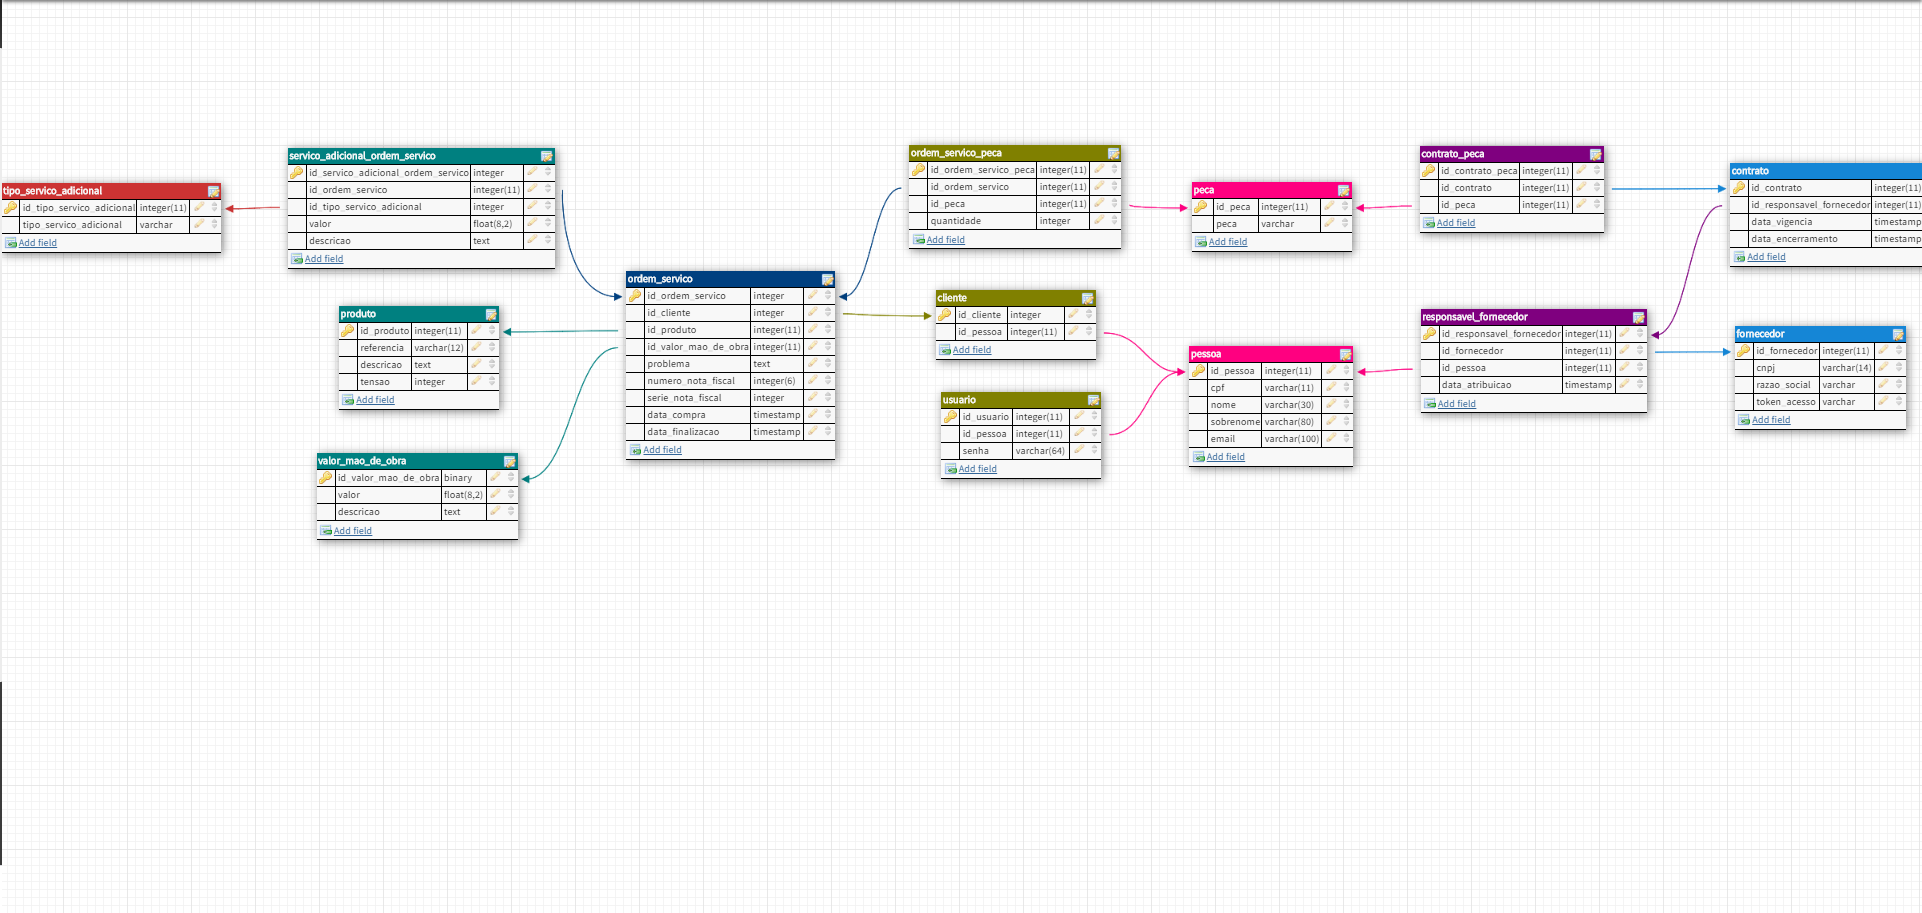 tipo_servico_adicional
id_tipo_servico_adicional integer(11)
tipo_servico_adicional varchar
Add field
servico_adicional_ordem_servico
id_servico_adicional_ordem_servico integer
id_ordem_servico integer(11)
id_tipo_servico_adicional integer
valor float(8,2)
descricao text
Add field
produto
id_produto integer(11)
referencia varchar(12)
descricao text
tensao integer
Add field
valor_mao_de_obra
id_valor_mao_de_obra binary
valor float(8,2)
descricao text
Add field
ordem_servico
id_ordem_servico integer
id_cliente integer
id_produto integer(11)
id_valor_mao_de_obra integer(11)
problema text
numero_nota_fiscal integer(6)
serie_nota_fiscal integer
data_compra timestamp
data_finalizacao timestamp
Add field
ordem_servico_peca
id_ordem_servico_peca integer(11)
id_ordem_servico integer(11)
id_peca integer(11)
quantidade integer
Add field
cliente
id_cliente integer
id_pessoa integer(11)
Add field
usuario
id_usuario integer(11)
id_pessoa integer(11)
senha varchar(64)
Add field
peca
id_peca integer(11)
peca varchar
Add field
pessoa
id_pessoa integer(11)
cpf varchar(11)
nome varchar(30)
sobrenome varchar(80)
email varchar(100)
Add field
contrato_peca
id_contrato_peca integer(11)
id_contrato integer(11)
id_peca integer(11)
Add field
responsavel_fornecedor
id_responsavel_fornecedor integer(11)
id_fornecedor integer(11)
id_pessoa integer(11)
data_atribuicao timestamp
Add field
contrato
id_contrato integer(11)
id_responsavel_fornecedor integer(11)
data_vigencia timestamp
data_encerramento timestamp
Add field
fornecedor
id_fornecedor integer(11)
cnpj varchar(14)
razao_social varchar
token_acesso varchar
Add field